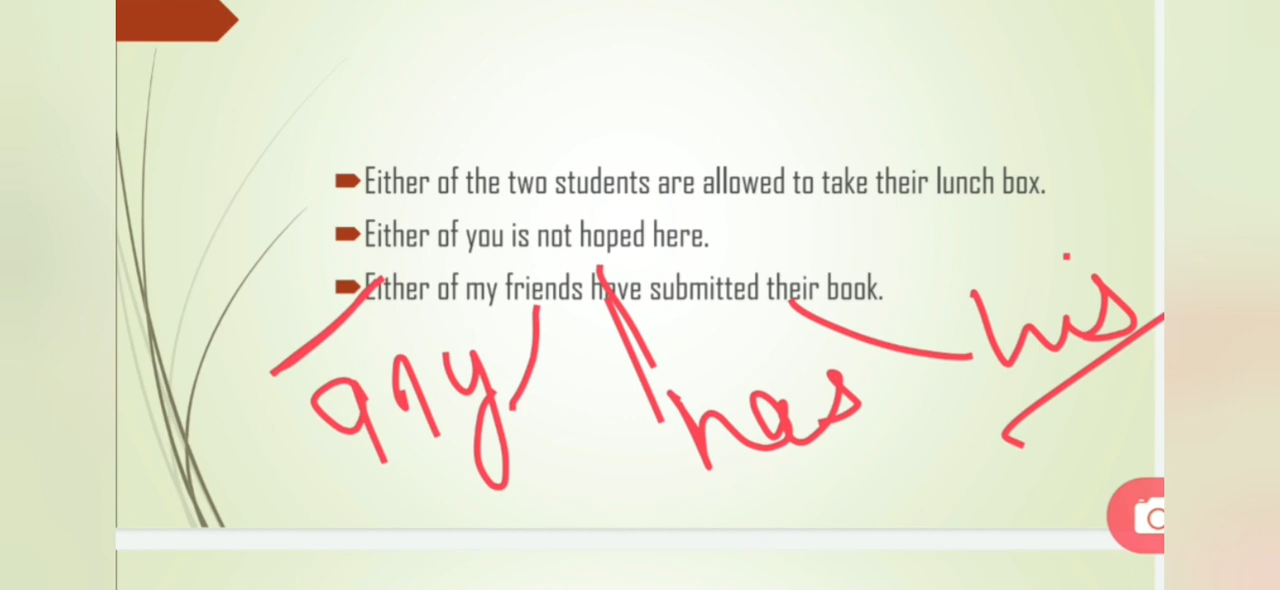 Either of the two students are allowed to take their lunch box.
Either of you is not hoped here.
Either of my friends have submitted their book.
any
has
his